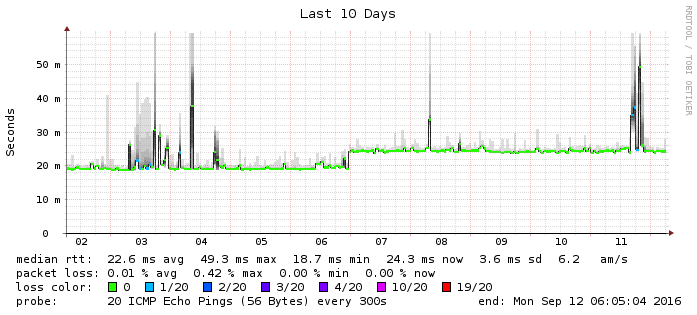 Last 10 Days
RRDTOOL / TOBI OETIKER
Seconds
50 m
40 m
30 m
20 m
10 m
0
02 03 04 05 06 07 08 09 10 11
median rtt: 22.6 ms avg 49.3 ms max 18.7 ms min 24.3 ms now 3.6 ms sd 6.2 am/s
packet loss: 0.01 % avg 0.42 % max 0.00 % min 0.00 % now
loss color: 0 1/20 2/20 3/20 4/20 10/20 19/20
probe: 20 ICMP Echo Pings (56 Bytes) every 300s end: Mon Sep 12 06:05:04 2016